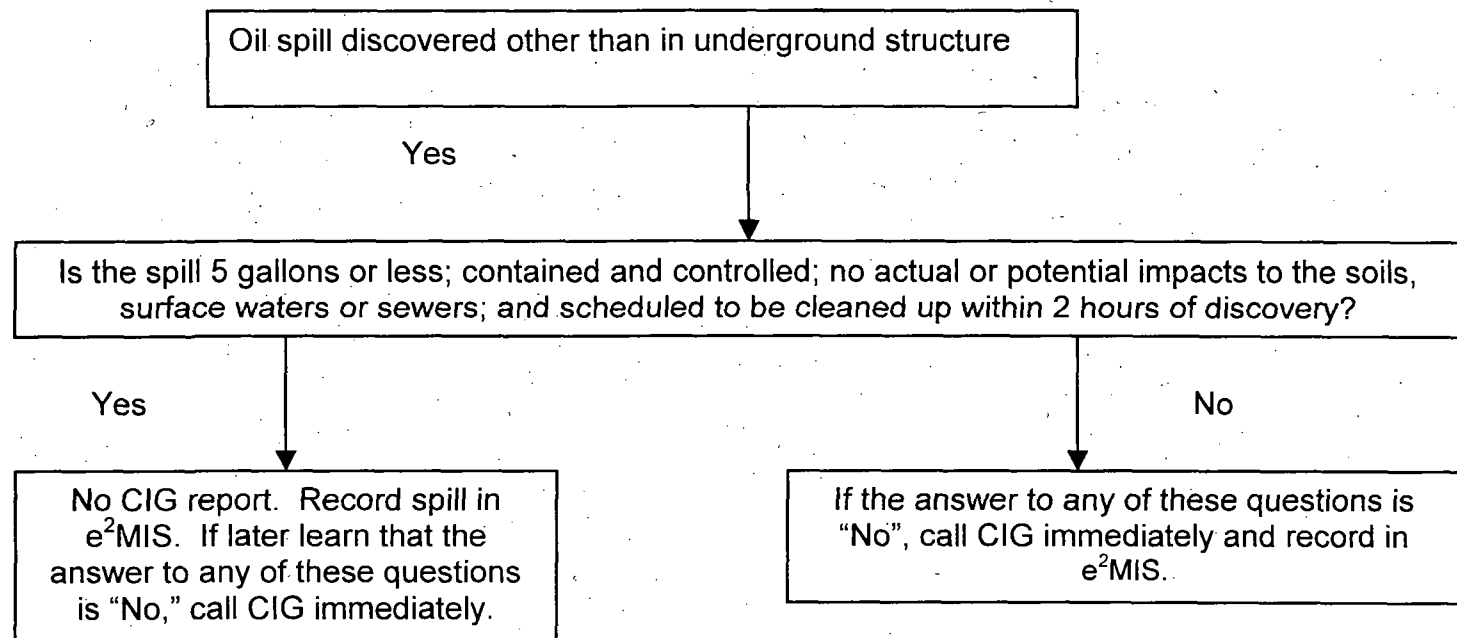 Oil spill discovered other than in underground structure
Yes
Is the spill 5 gallons or less; contained and controlled; no actual or potential impacts to the soils,
surface waters or sewers; and scheduled to be cleaned up within 2 hours of discovery?
Yes
No
No CIG report. Record spill in
e²MIS. If later learn that the
answer to any of these questions
is “No,” call CIG immediately.
If the answer to any of these questions is
“No”, call CIG immediately and record in
e²MIS.